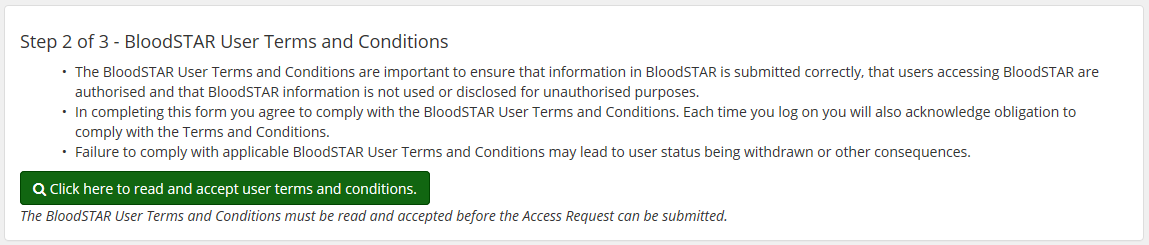 Step 2 of 3 - BloodSTAR User Terms and Conditions
• The BloodSTAR User Terms and Conditions are important to ensure that information in BloodSTAR is submitted correctly, that users accessing BloodSTAR are
authorised and that BloodSTAR information is not used or disclosed for unauthorised purposes.
• In completing this form you agree to comply with the BloodSTAR User Terms and Conditions. Each time you log on you will also acknowledge obligation to
comply with the Terms and Conditions.
• Failure to comply with applicable BloodSTAR User Terms and Conditions may lead to user status being withdrawn or other consequences.
Click here to read and accept user terms and conditions.
The BloodSTAR User Terms and Conditions must be read and accepted before the Access Request can be submitted.